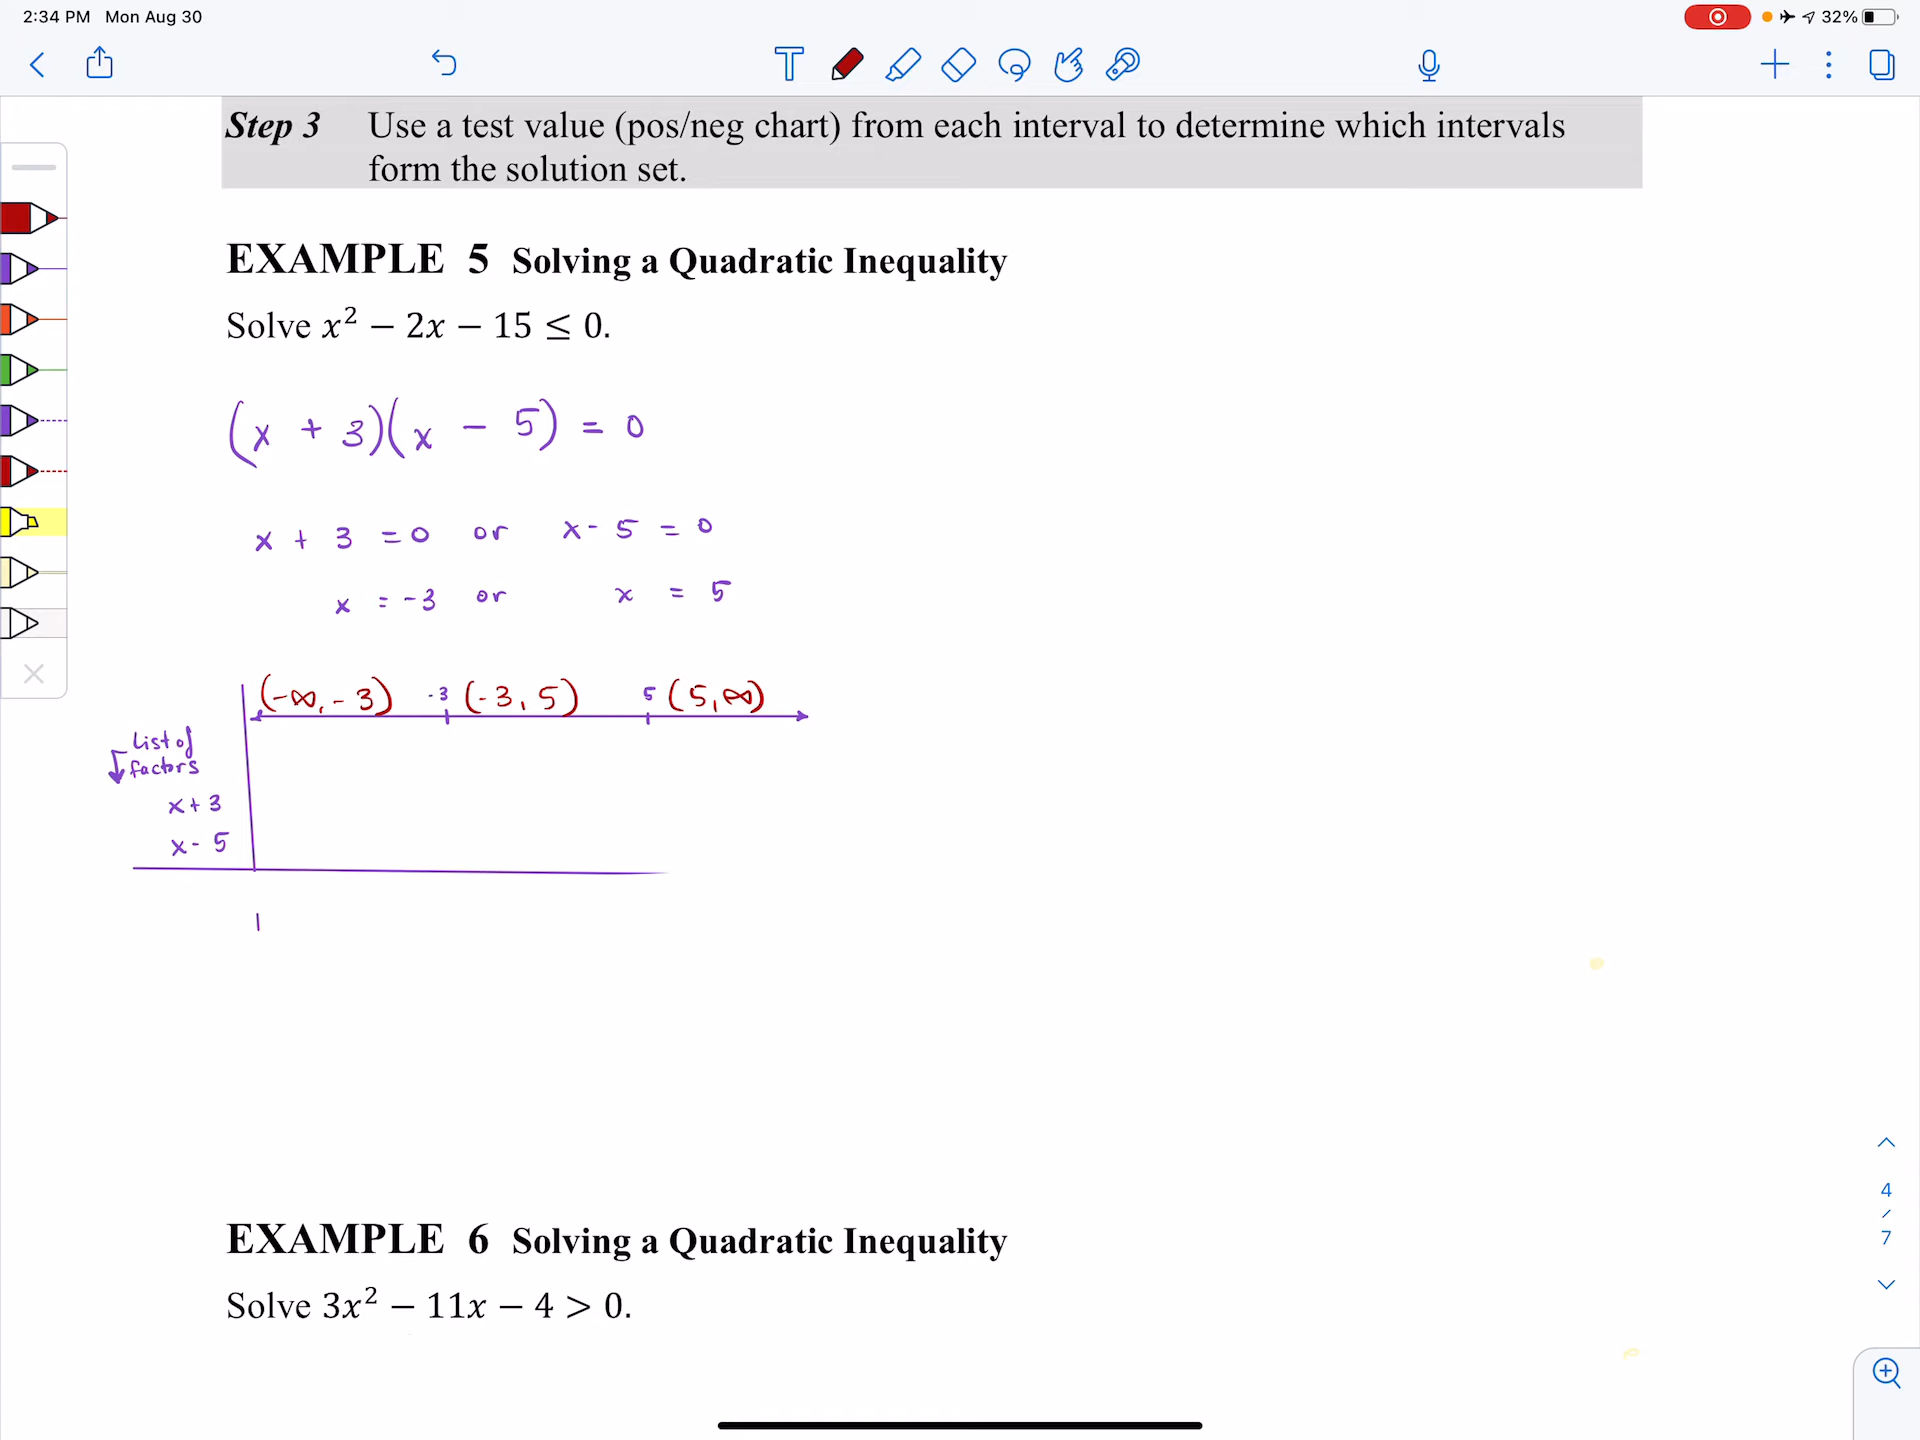 2:34 PM Mon Aug 30
32%
Step 3 Use a test value (pos/neg chart) from each interval to determine which intervals
form the solution set.
EXAMPLE 5 Solving a Quadratic Inequality
Solve x² − 2x − 15 ≤ 0.
(x + 3)(x − 5) = 0
x + 3 = 0 or x - 5 = 0
x = -3 or x = 5
(-∞, -3) -3 (-3, 5) 5 (5, ∞)
List of
factors
x + 3
x - 5
EXAMPLE 6 Solving a Quadratic Inequality
Solve 3x² − 11x − 4 > 0.
4
/
7